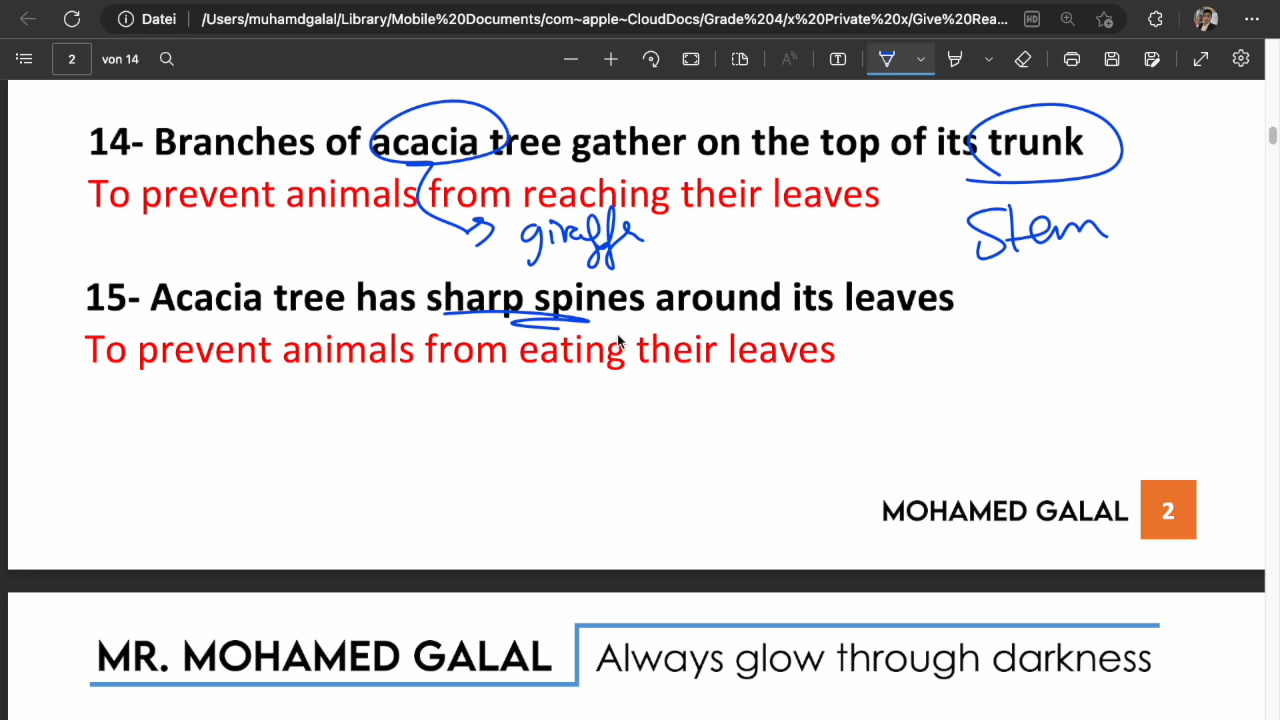 Datei /Users/muhamdgalal/Library/Mobile%20Documents/com~apple~CloudDocs/Grade%204/x%20Private%20x/Give%20Rea... HD
2 von 14
14- Branches of acacia tree gather on the top of its trunk
To prevent animals from reaching their leaves
giraffe
Stem
15- Acacia tree has sharp spines around its leaves
To prevent animals from eating their leaves
MOHAMED GALAL 2
MR. MOHAMED GALAL Always glow through darkness